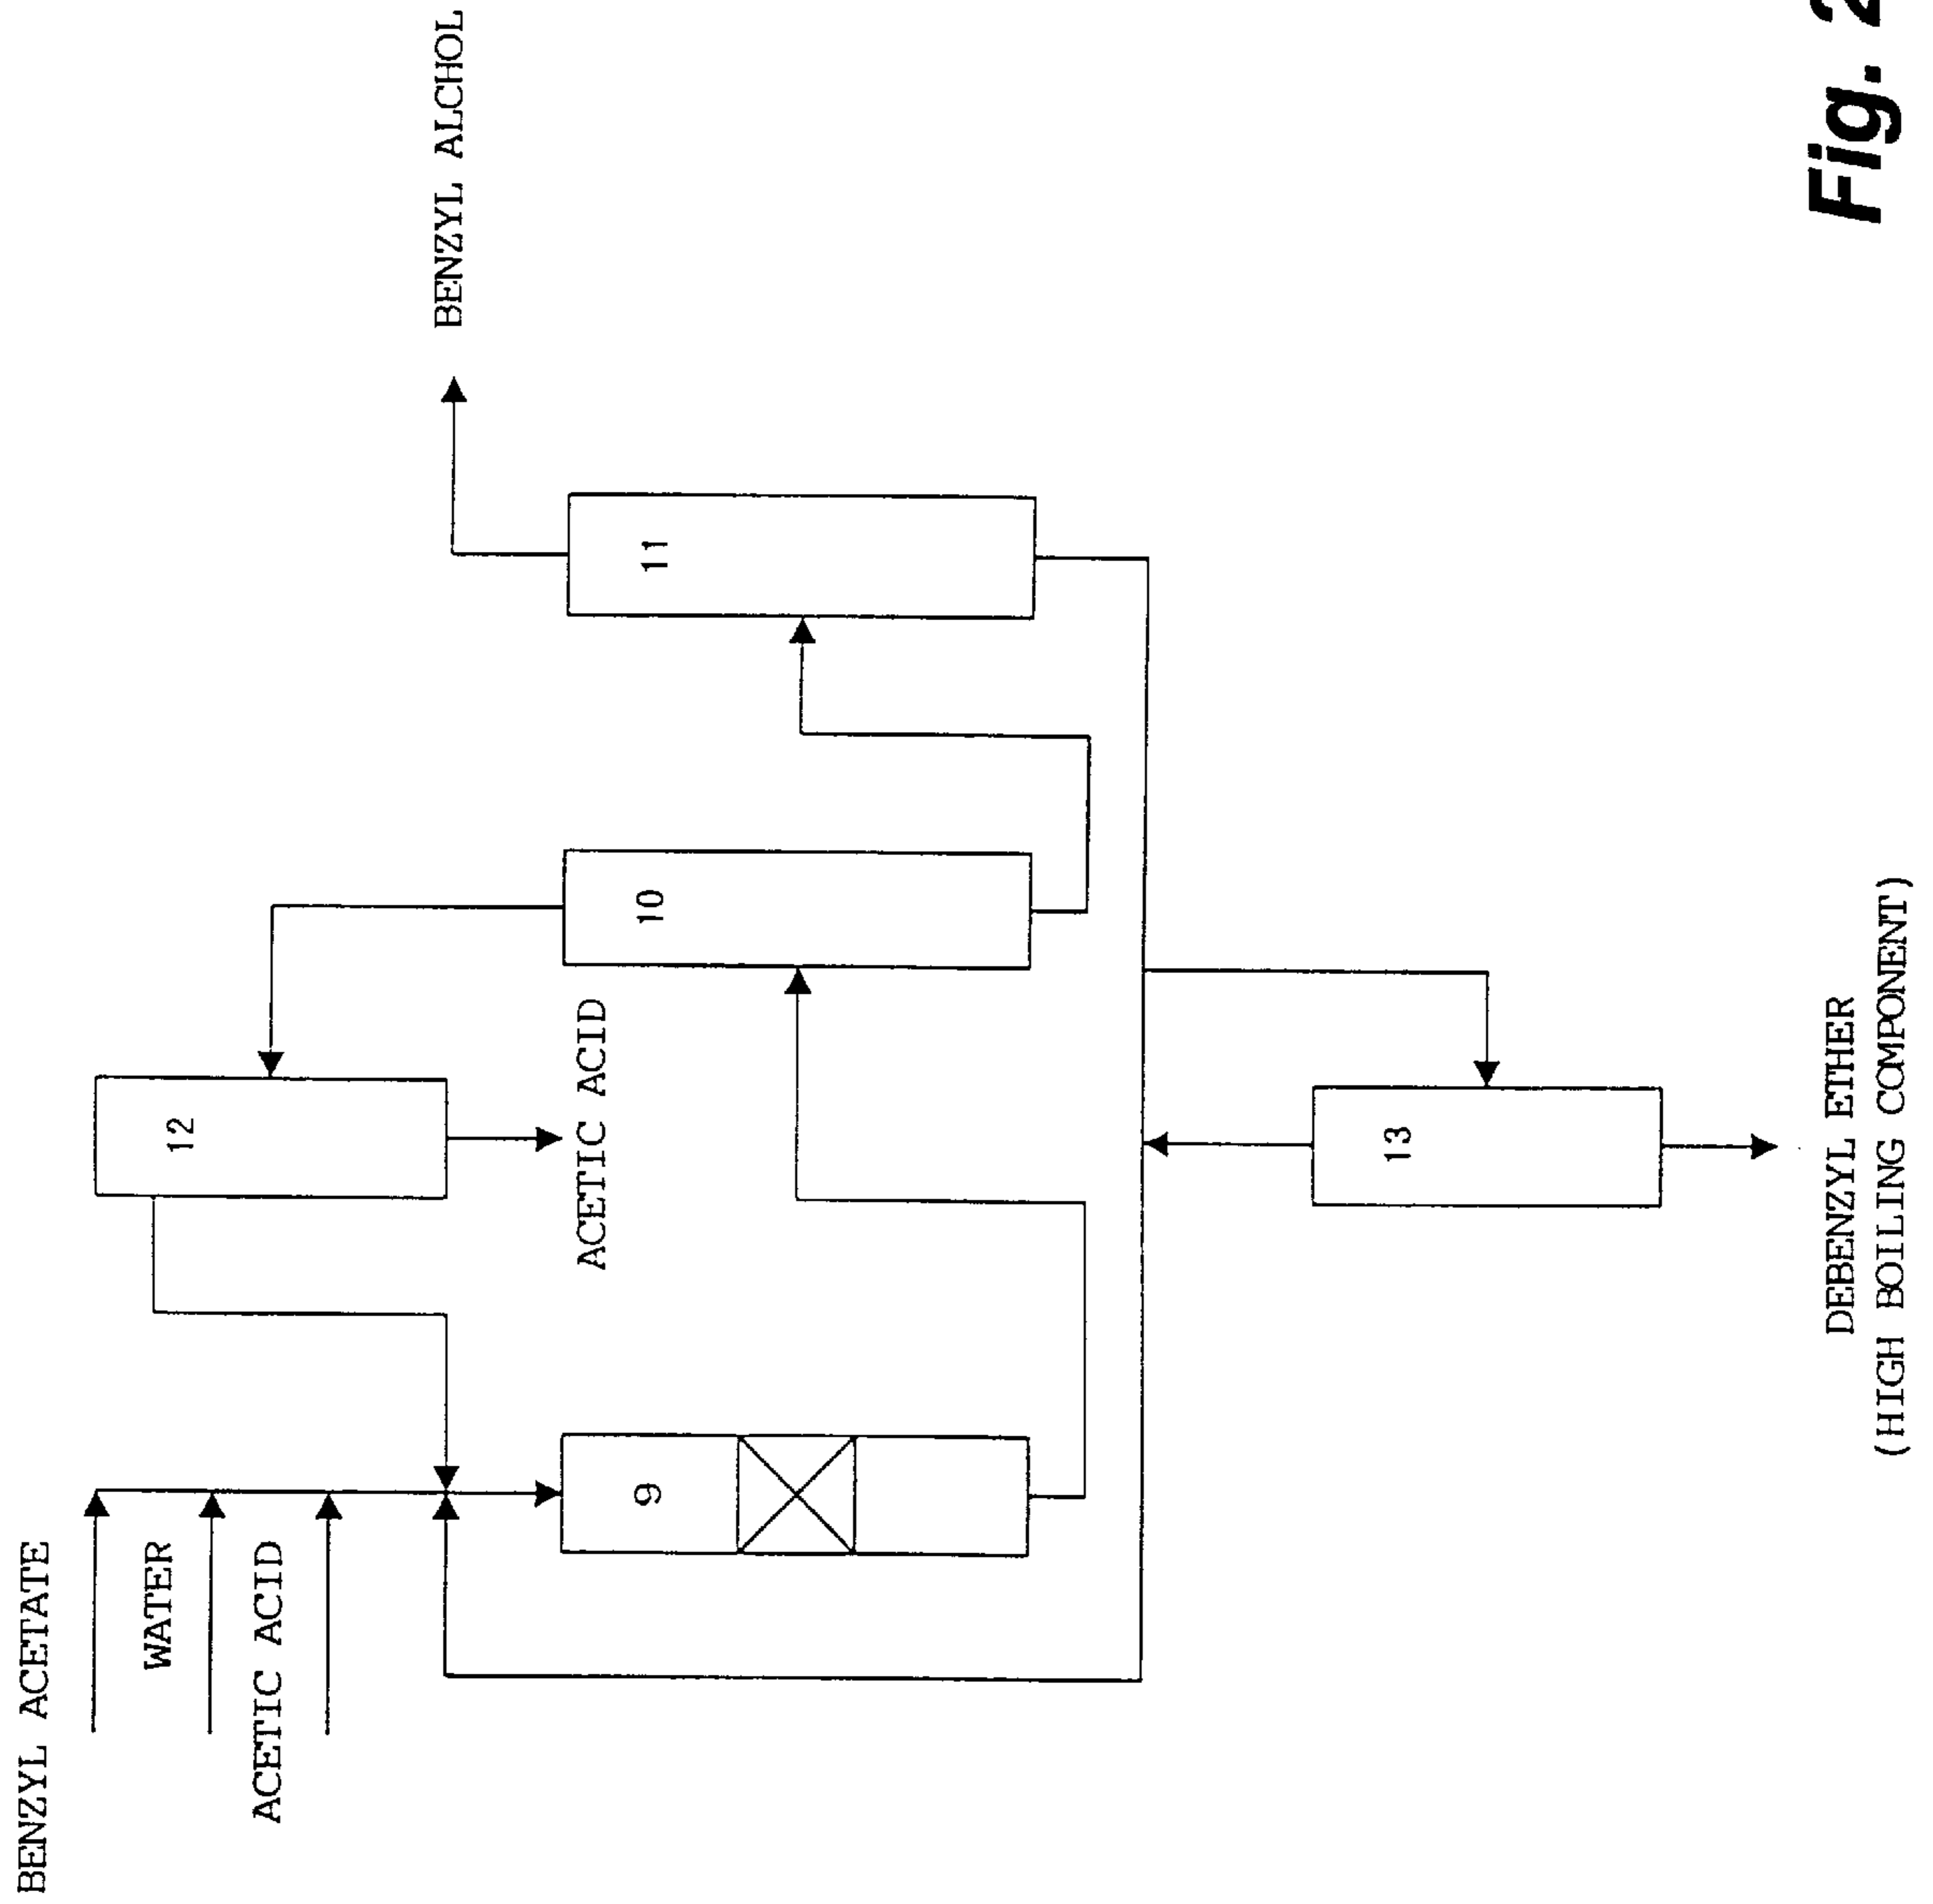 BENZYL ACETATE
WATER
ACETIC ACID
BENZYL ALCHOL
12
ACETIC ACID
9
10
11
13
DEBENZYL ETHER
(HIGH BOILING COMPONENT)
Fig. 2